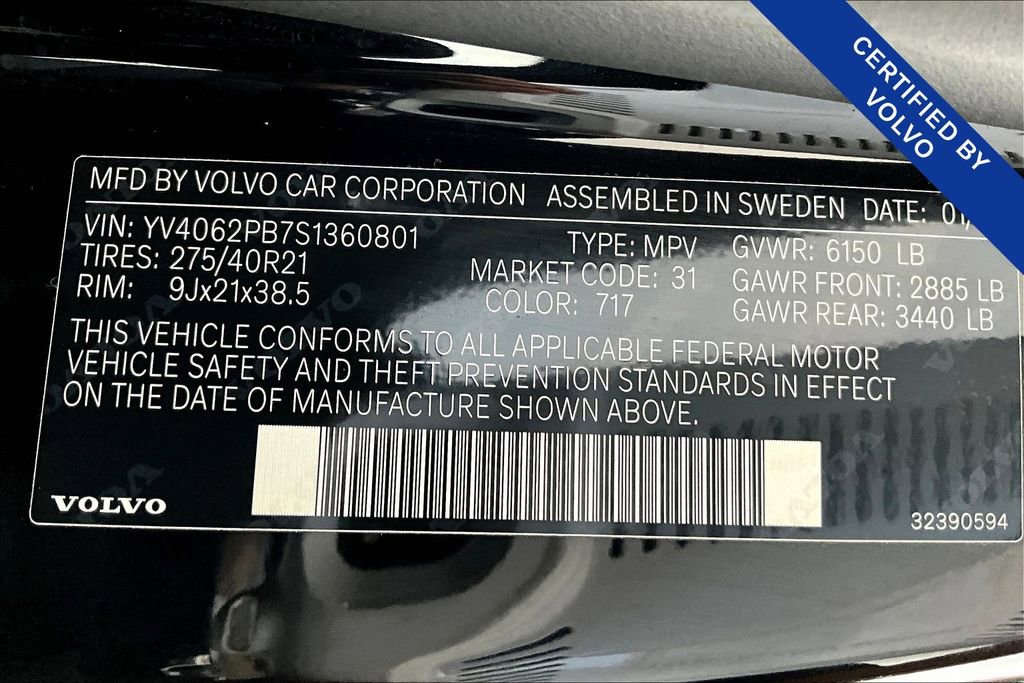 CERTIFIED BY
VOLVO
MFD BY VOLVO CAR CORPORATION ASSEMBLED IN SWEDEN DATE: 01/
VIN: YV4062PB7S1360801 TYPE: MPV GVWR: 6150 LB
TIRES: 275/40R21 MARKET CODE: 31 GAWR FRONT: 2885 LB
RIM: 9Jx21x38.5 COLOR: 717 GAWR REAR: 3440 LB
THIS VEHICLE CONFORMS TO ALL APPLICABLE FEDERAL MOTOR
VEHICLE SAFETY AND THEFT PREVENTION STANDARDS IN EFFECT
ON THE DATE OF MANUFACTURE SHOWN ABOVE.
VOLVO
32390594